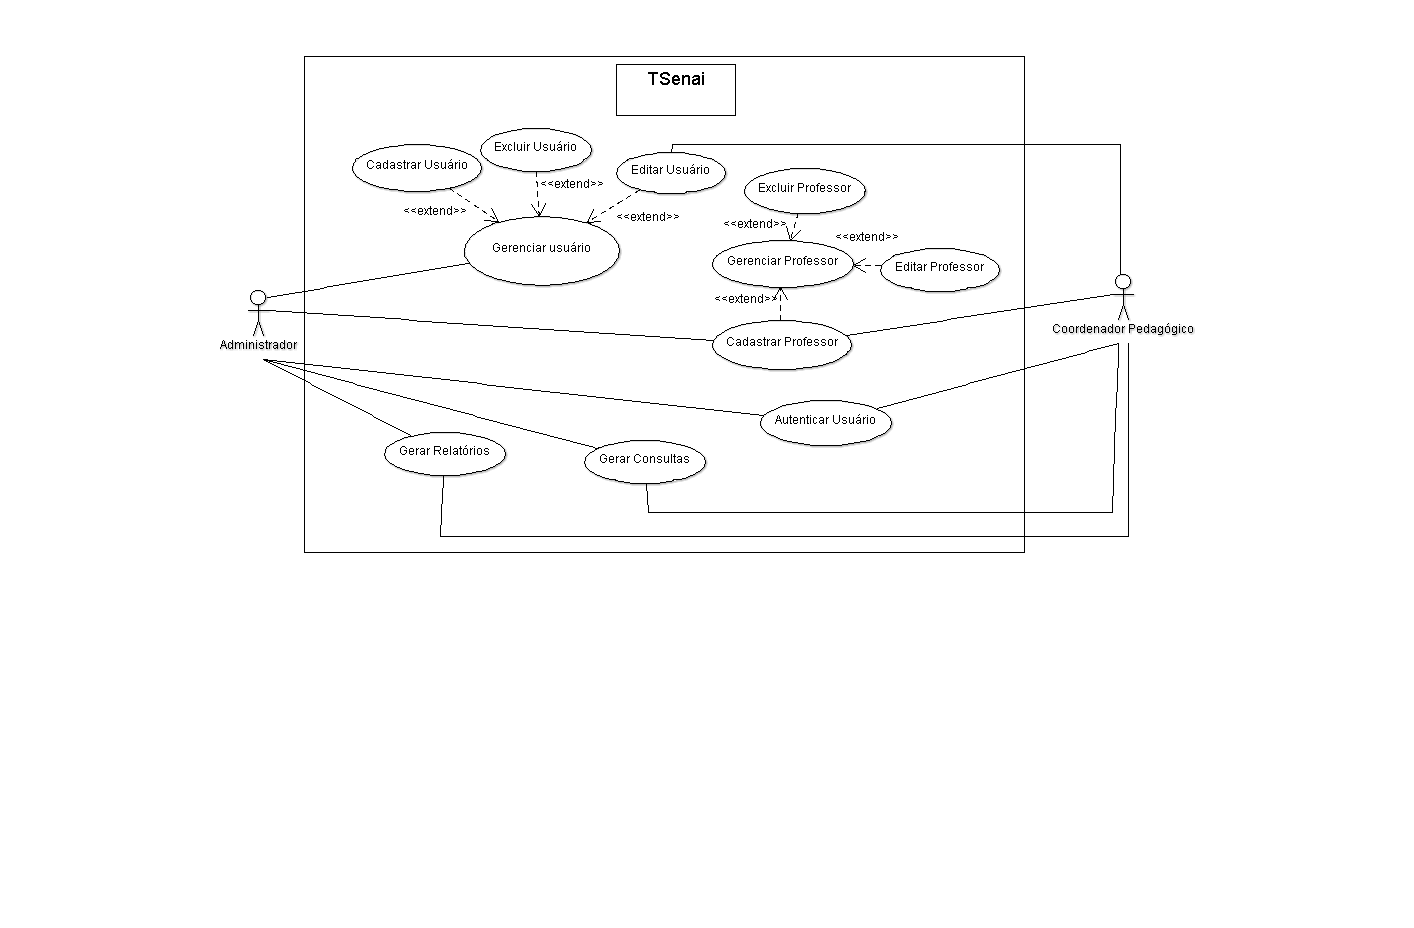 TSenai
Cadastrar Usuário
Excluir Usuário
Editar Usuário
Excluir Professor
<<extend>>
<<extend>>
<<extend>>
<<extend>>
<<extend>>
Gerenciar usuário
Gerenciar Professor
Editar Professor
<<extend>>
Cadastrar Professor
Administrador
Coordenador Pedagógico
Autenticar Usuário
Gerar Relatórios
Gerar Consultas